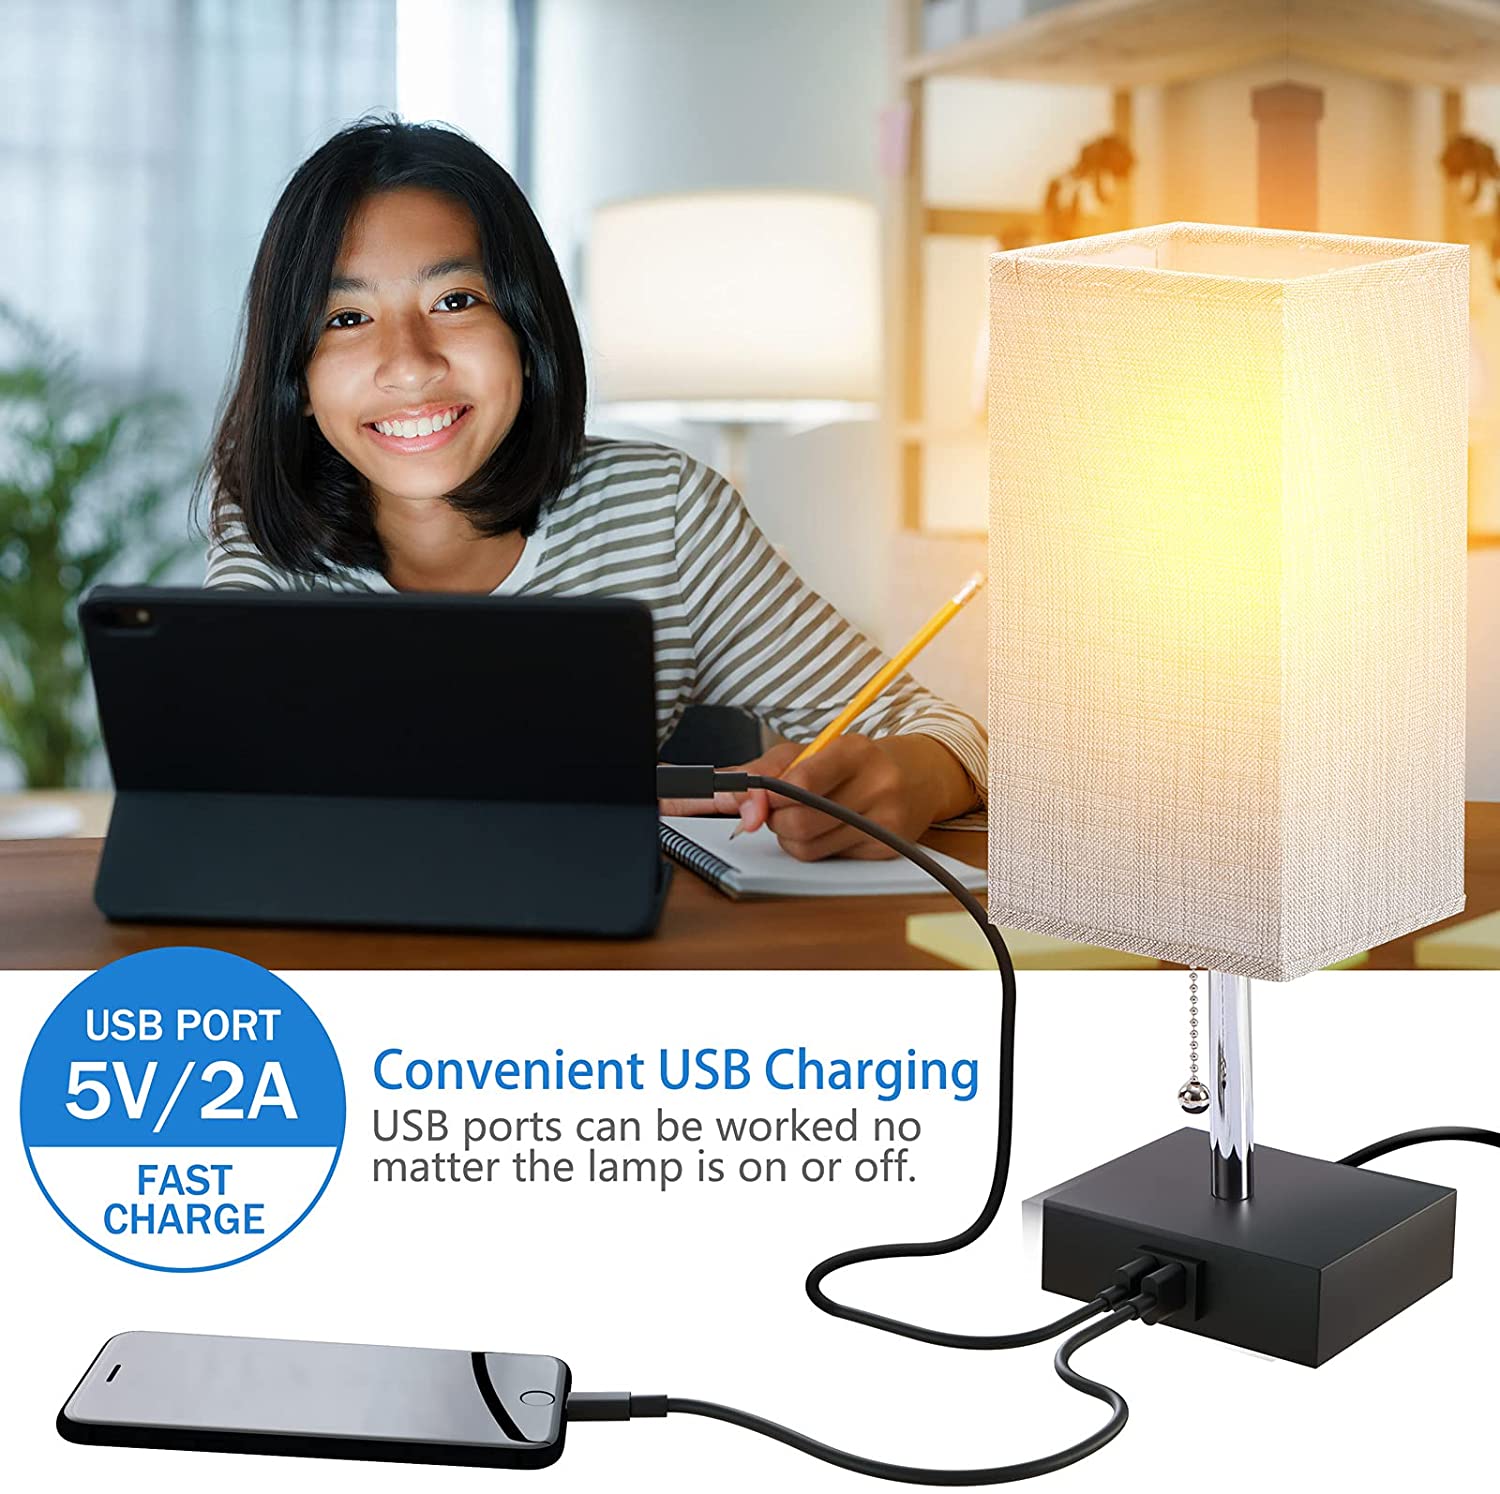 USB PORT
5V/2A
FAST
CHARGE
Convenient USB Charging
USB ports can be worked no
matter the lamp is on or off.